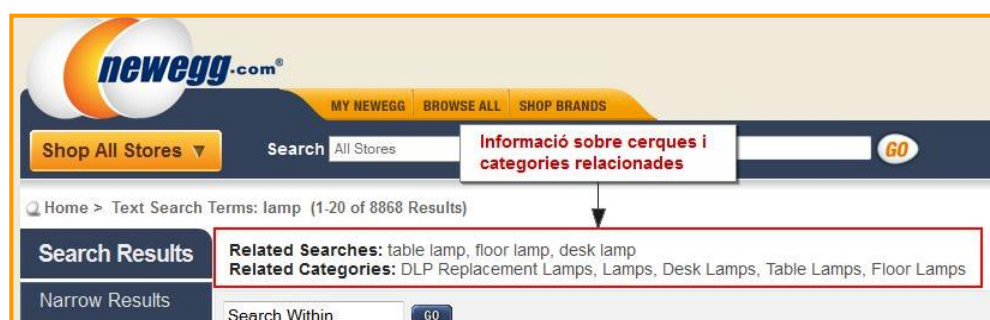 newegg.com®
MY NEWEGG BROWSE ALL SHOP BRANDS
Shop All Stores ▼ Search All Stores GO
Informació sobre cerques i
categories relacionades
Home > Text Search Terms: lamp (1-20 of 8868 Results)
Search Results
Related Searches: table lamp, floor lamp, desk lamp
Related Categories: DLP Replacement Lamps, Lamps, Desk Lamps, Table Lamps, Floor Lamps
Narrow Results
Search Within GO